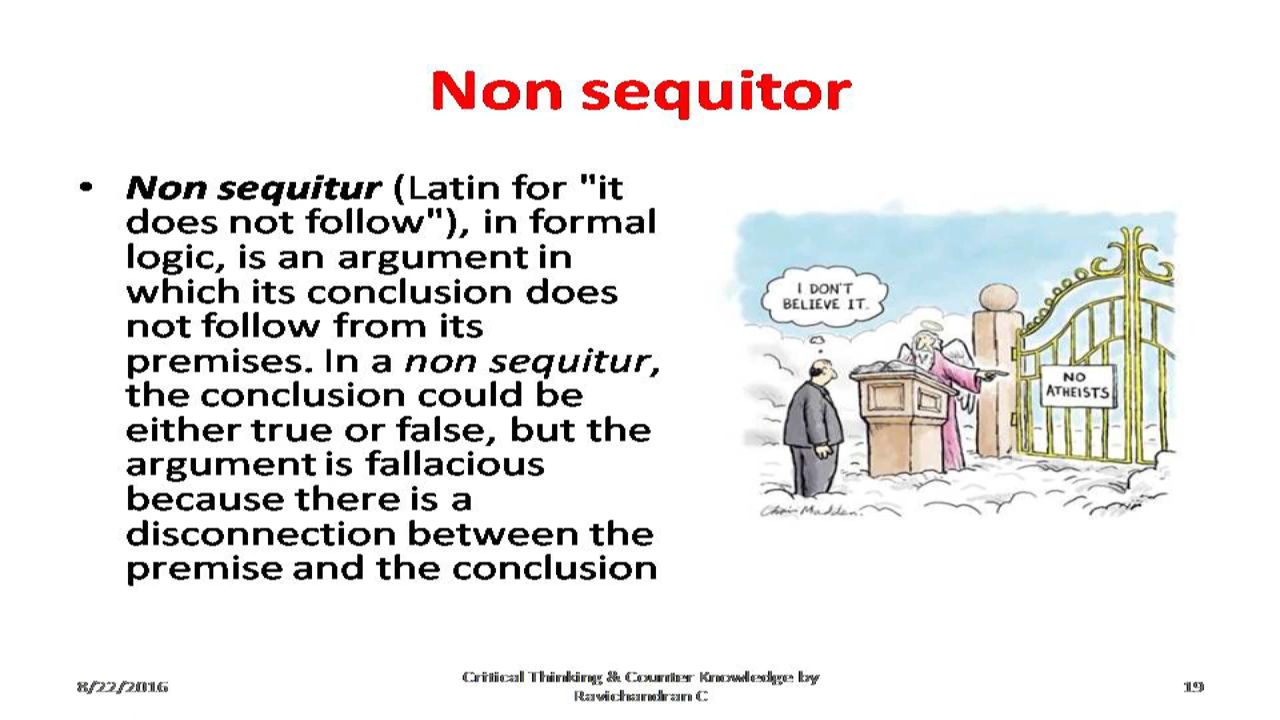 Non sequitor
• Non sequitur (Latin for "it
does not follow"), in formal
logic, is an argument in
which its conclusion does
not follow from its
premises. In a non sequitur,
the conclusion could be
either true or false, but the
argument is fallacious
because there is a
disconnection between the
premise and the conclusion
I DON'T
BELIEVE IT.
NO
ATHEISTS
Chris Madden.
8/22/2016
Critical Thinking & Counter Knowledge by
Ravichandran C
19